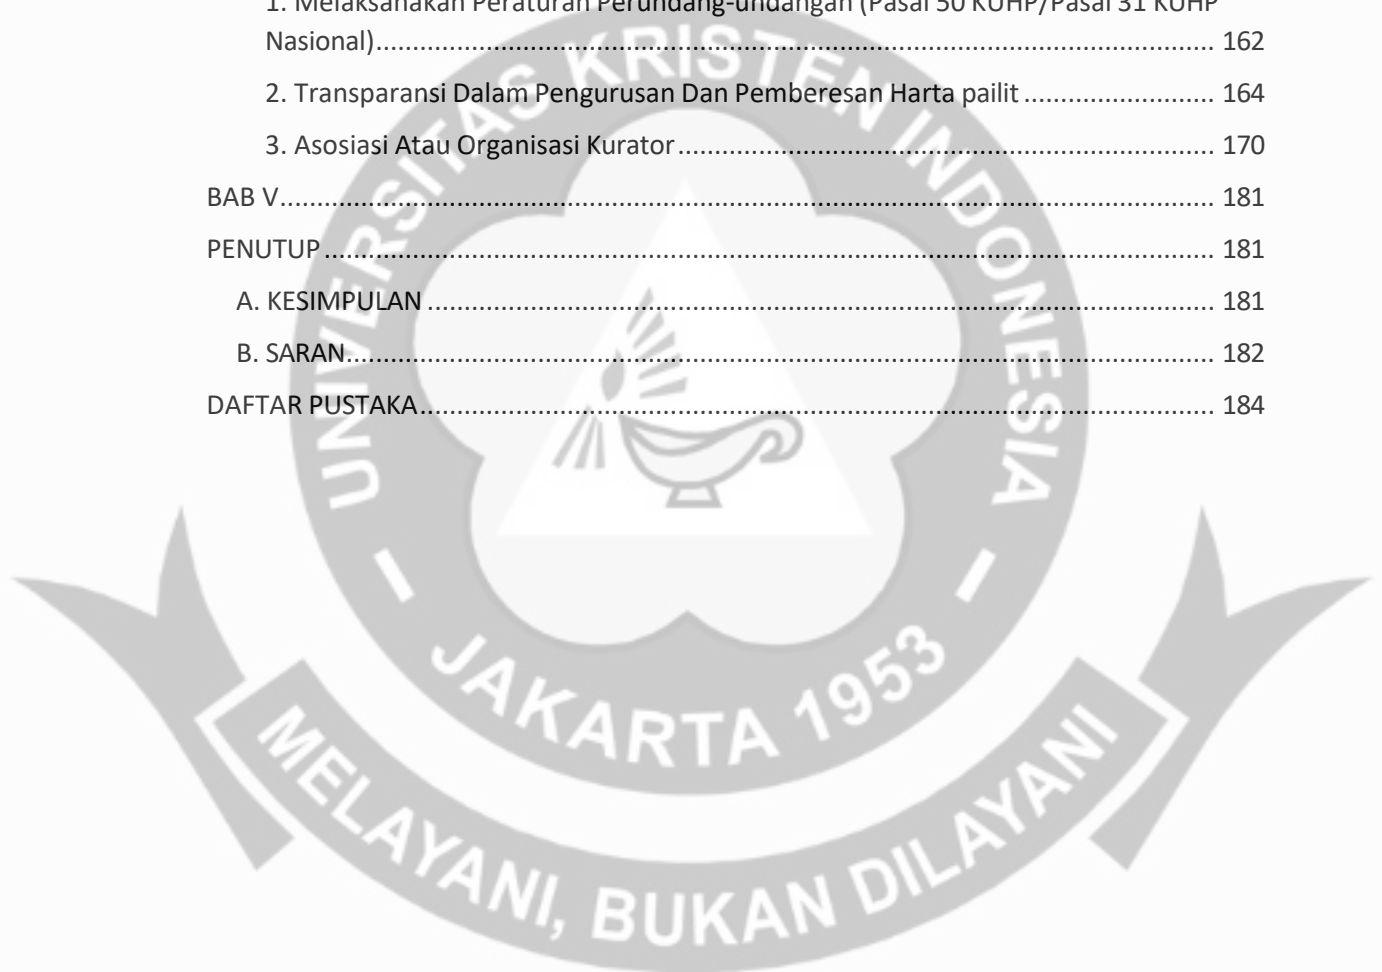 1. Melaksanakan Peraturan Perundang-undangan (Pasal 50 KUHP/Pasal 31 KUHP
Nasional)........................................................................................................................ 162
2. Transparansi Dalam Pengurusan Dan Pemberesan Harta pailit ........................... 164
3. Asosiasi Atau Organisasi Kurator........................................................................... 170
BAB V................................................................................................................................ 181
PENUTUP .......................................................................................................................... 181
A. KESIMPULAN ............................................................................................................ 181
B. SARAN....................................................................................................................... 182
DAFTAR PUSTAKA............................................................................................................ 184
UNIVERSITAS KRISTEN INDONESIA
JAKARTA 1953
MELAYANI, BUKAN DILAYANI